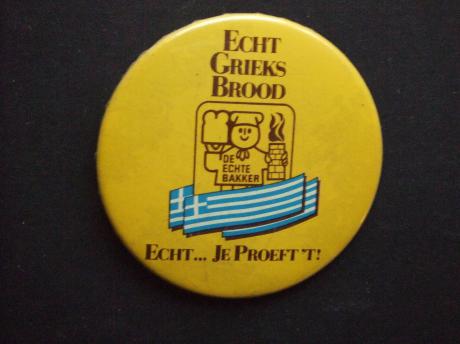 ECHT
GRIEKS
BROOD
DE
ECHTE
BAKKER
ECHT... JE PROEFT 'T!